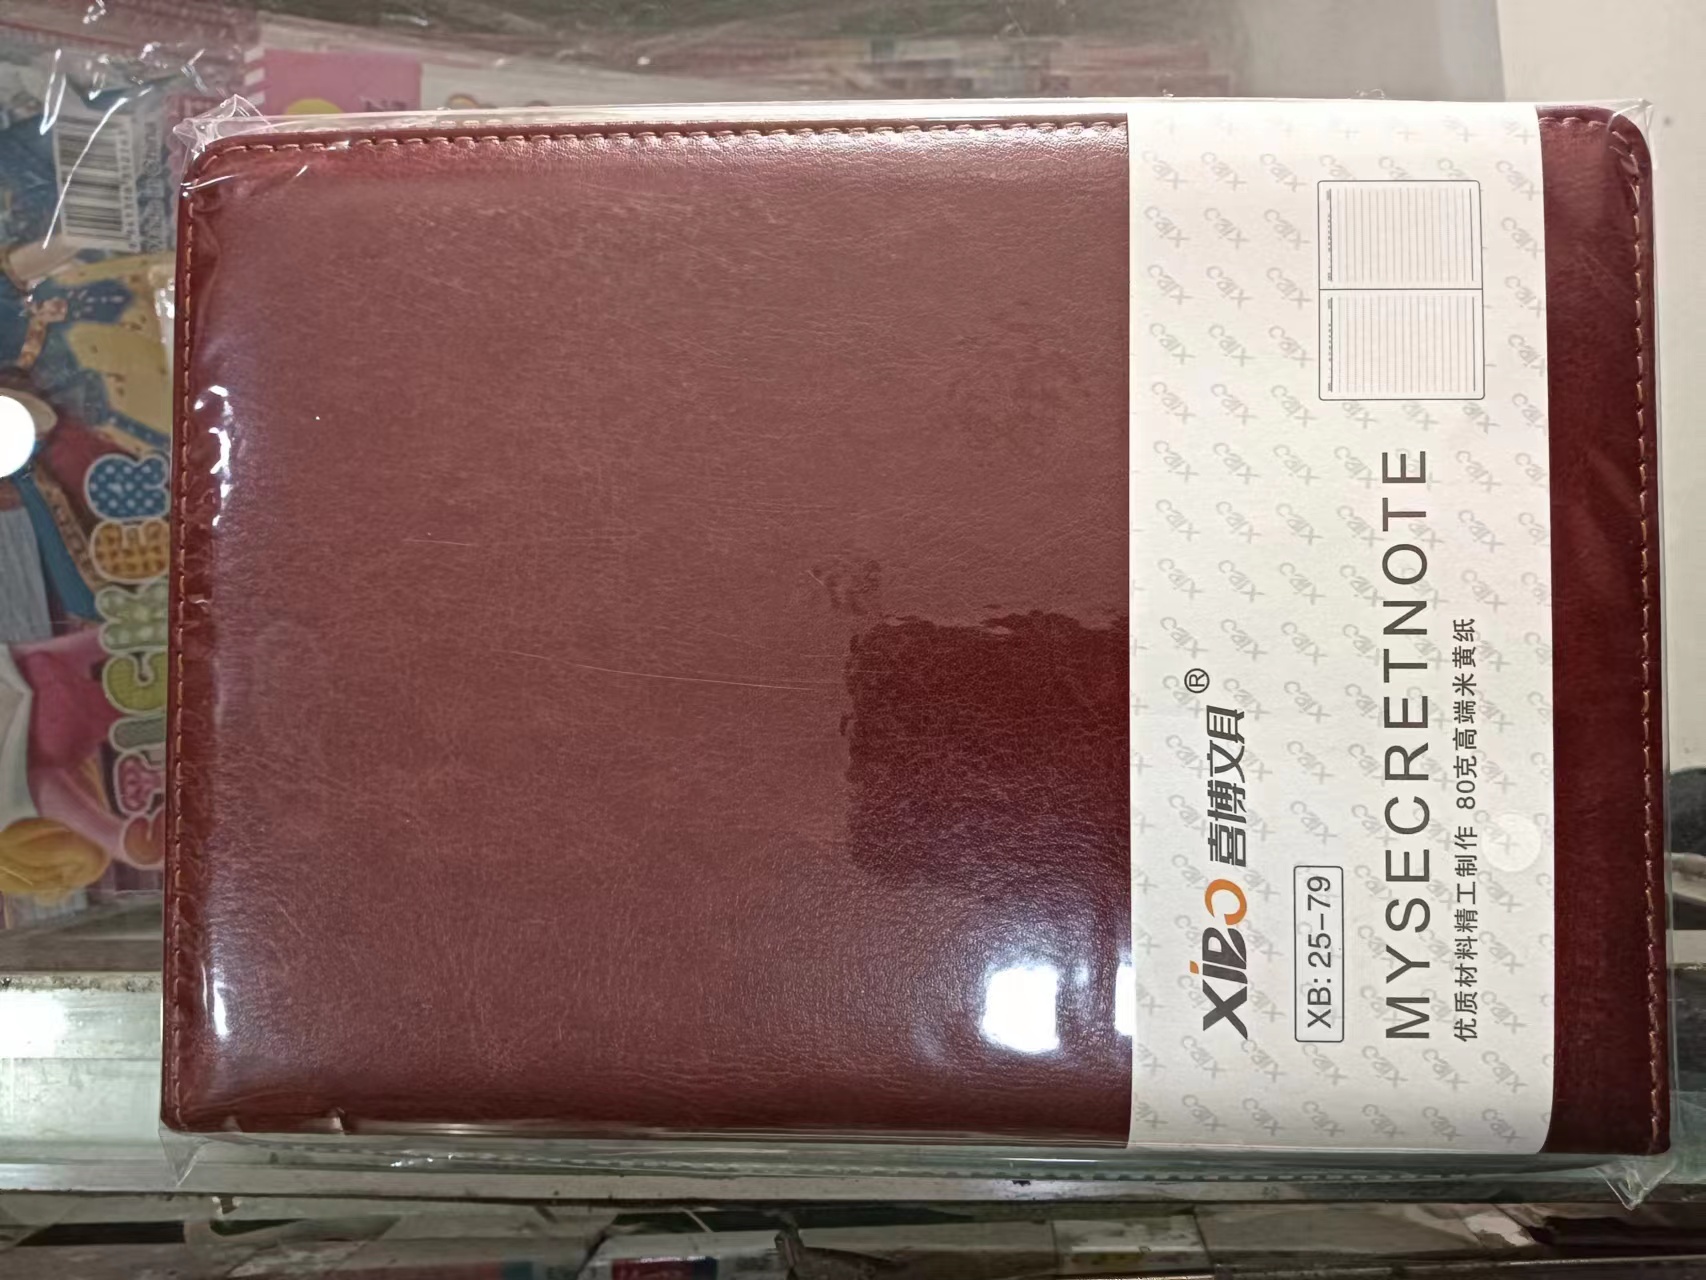 XIBO 喜博文具®
XB: 25-79
MYSECRETNOTE
优质材料精工制作 80克高端米黄纸
STICKER